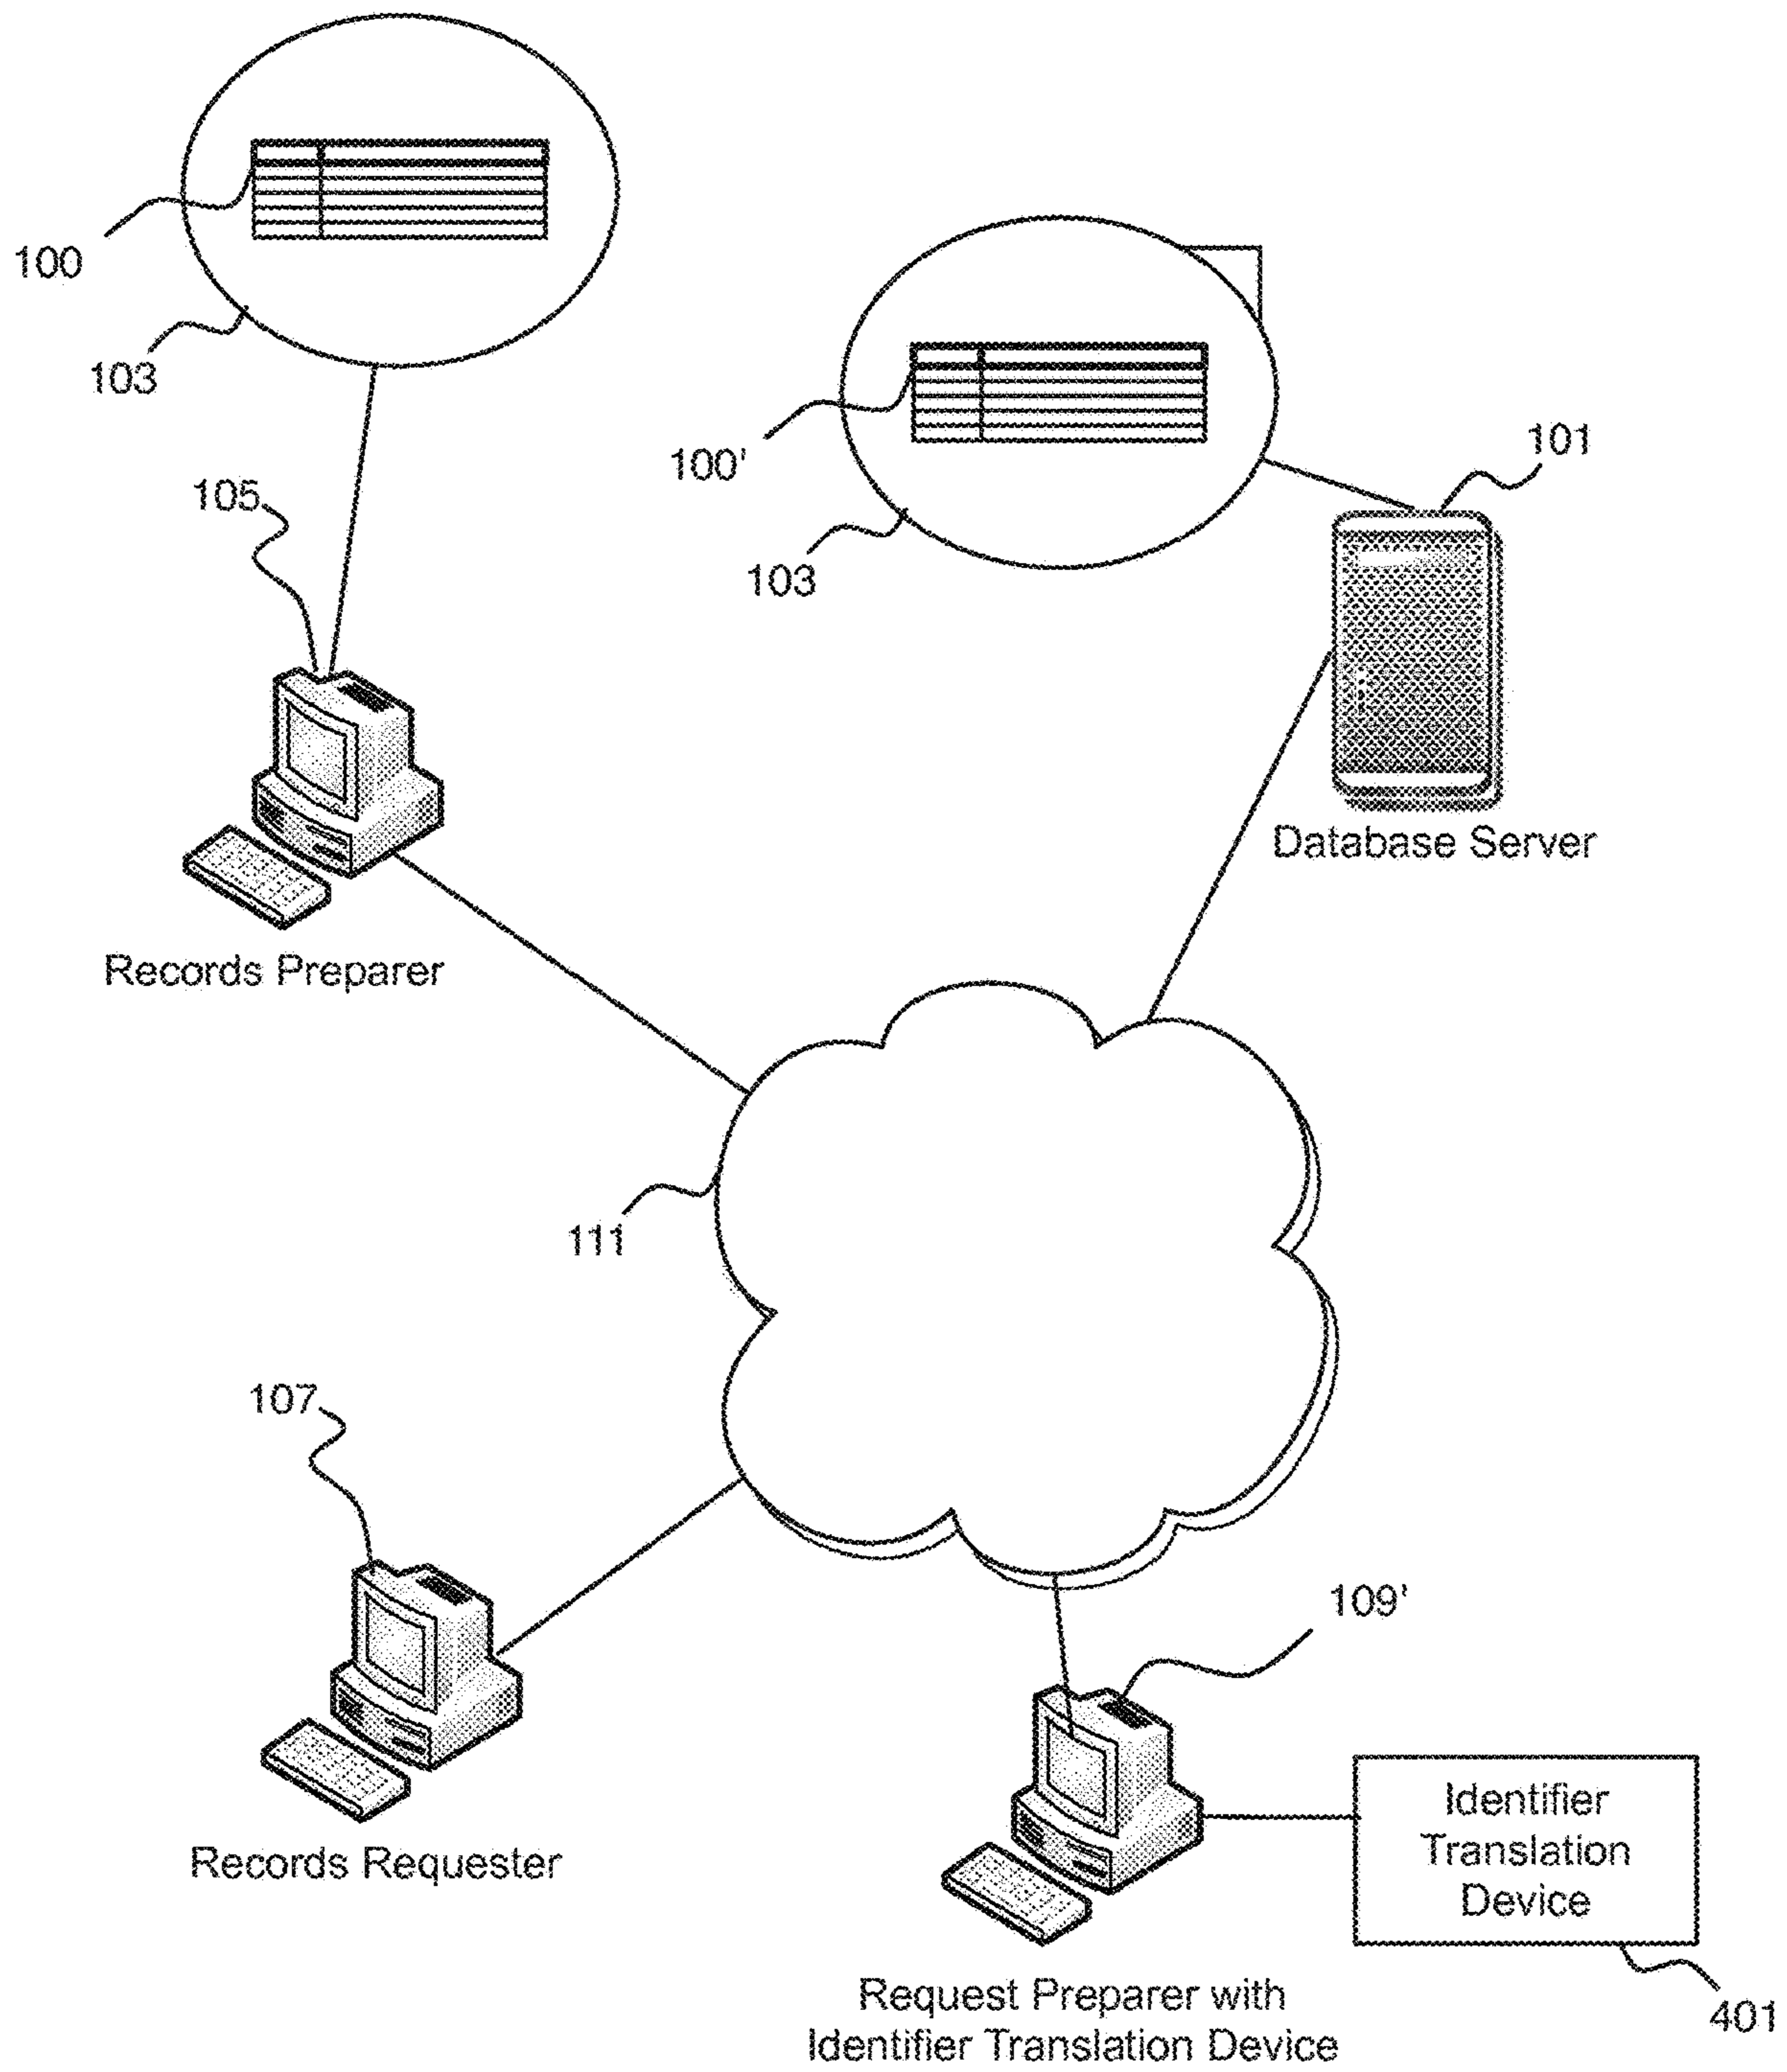 100
103
100'
101
105
103
Database Server
Records Preparer
111
107
109'
Identifier
Translation
Device
Records Requester
Request Preparer with
Identifier Translation Device
401